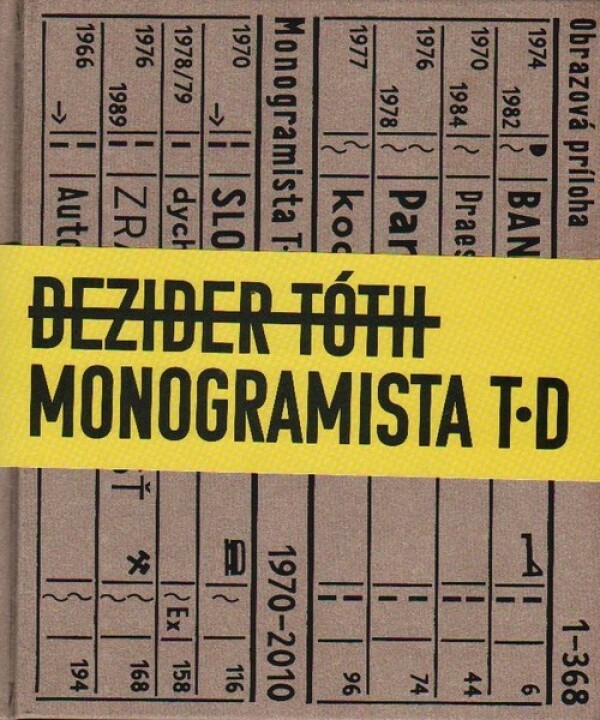 DEZIDER TÓTH
MONOGRAMISTA T·D
Obrazová príloha 1–368
1974 1982 BAN 6
1970 1984 Praes 44
1976 1978 Par 74
1977 koc 96
Monogramista T· 1970–2010
1970 → SLO 116
1978/79 dych Ex 158
1976 1989 ZRA Ť 168
1966 → Auto 194